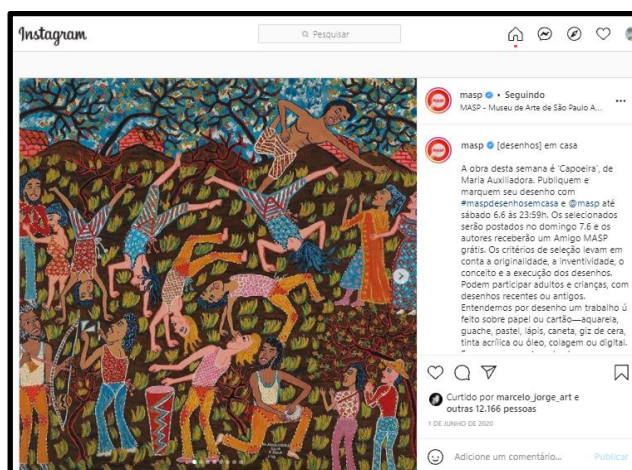 Instagram
Pesquisar
masp • Seguindo
MASP - Museu de Arte de São Paulo A...
masp [desenhos] em casa
A obra desta semana é 'Capoeira', de
Maria Auxiliadora. Publiquem e
marquem seu desenho com
#maspdesenhosemcasa e @masp até
sábado 6.6 às 23:59h. Os selecionados
serão postados no domingo 7.6 e os
autores receberão um Amigo MASP
grátis. Os critérios de seleção levam em
conta a originalidade, a inventividade, o
conceito e a execução dos desenhos.
Podem participar adultos e crianças, com
desenhos recentes ou antigos.
Entendemos por desenho um trabalho ú
feito sobre papel ou cartão—aquarela,
guache, pastel, lápis, caneta, giz de cera,
tinta acrílica ou óleo, colagem ou digital.
Curtido por marcelo_jorge_art e
outras 12.166 pessoas
1 DE JUNHO DE 2020
Adicione um comentário...
Publicar